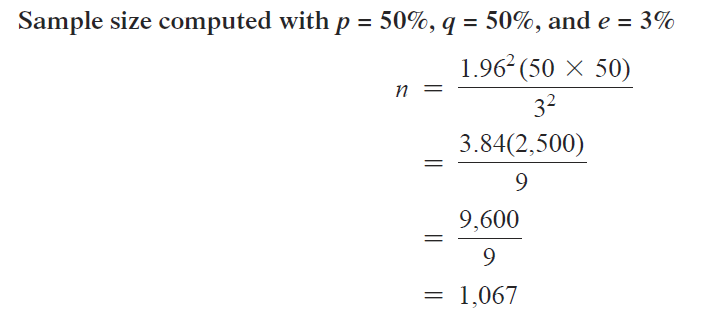 Sample size computed with p = 50%, q = 50%, and e = 3%
n = 1.96²(50 × 50) / 3²
= 3.84(2,500) / 9
= 9,600 / 9
= 1,067